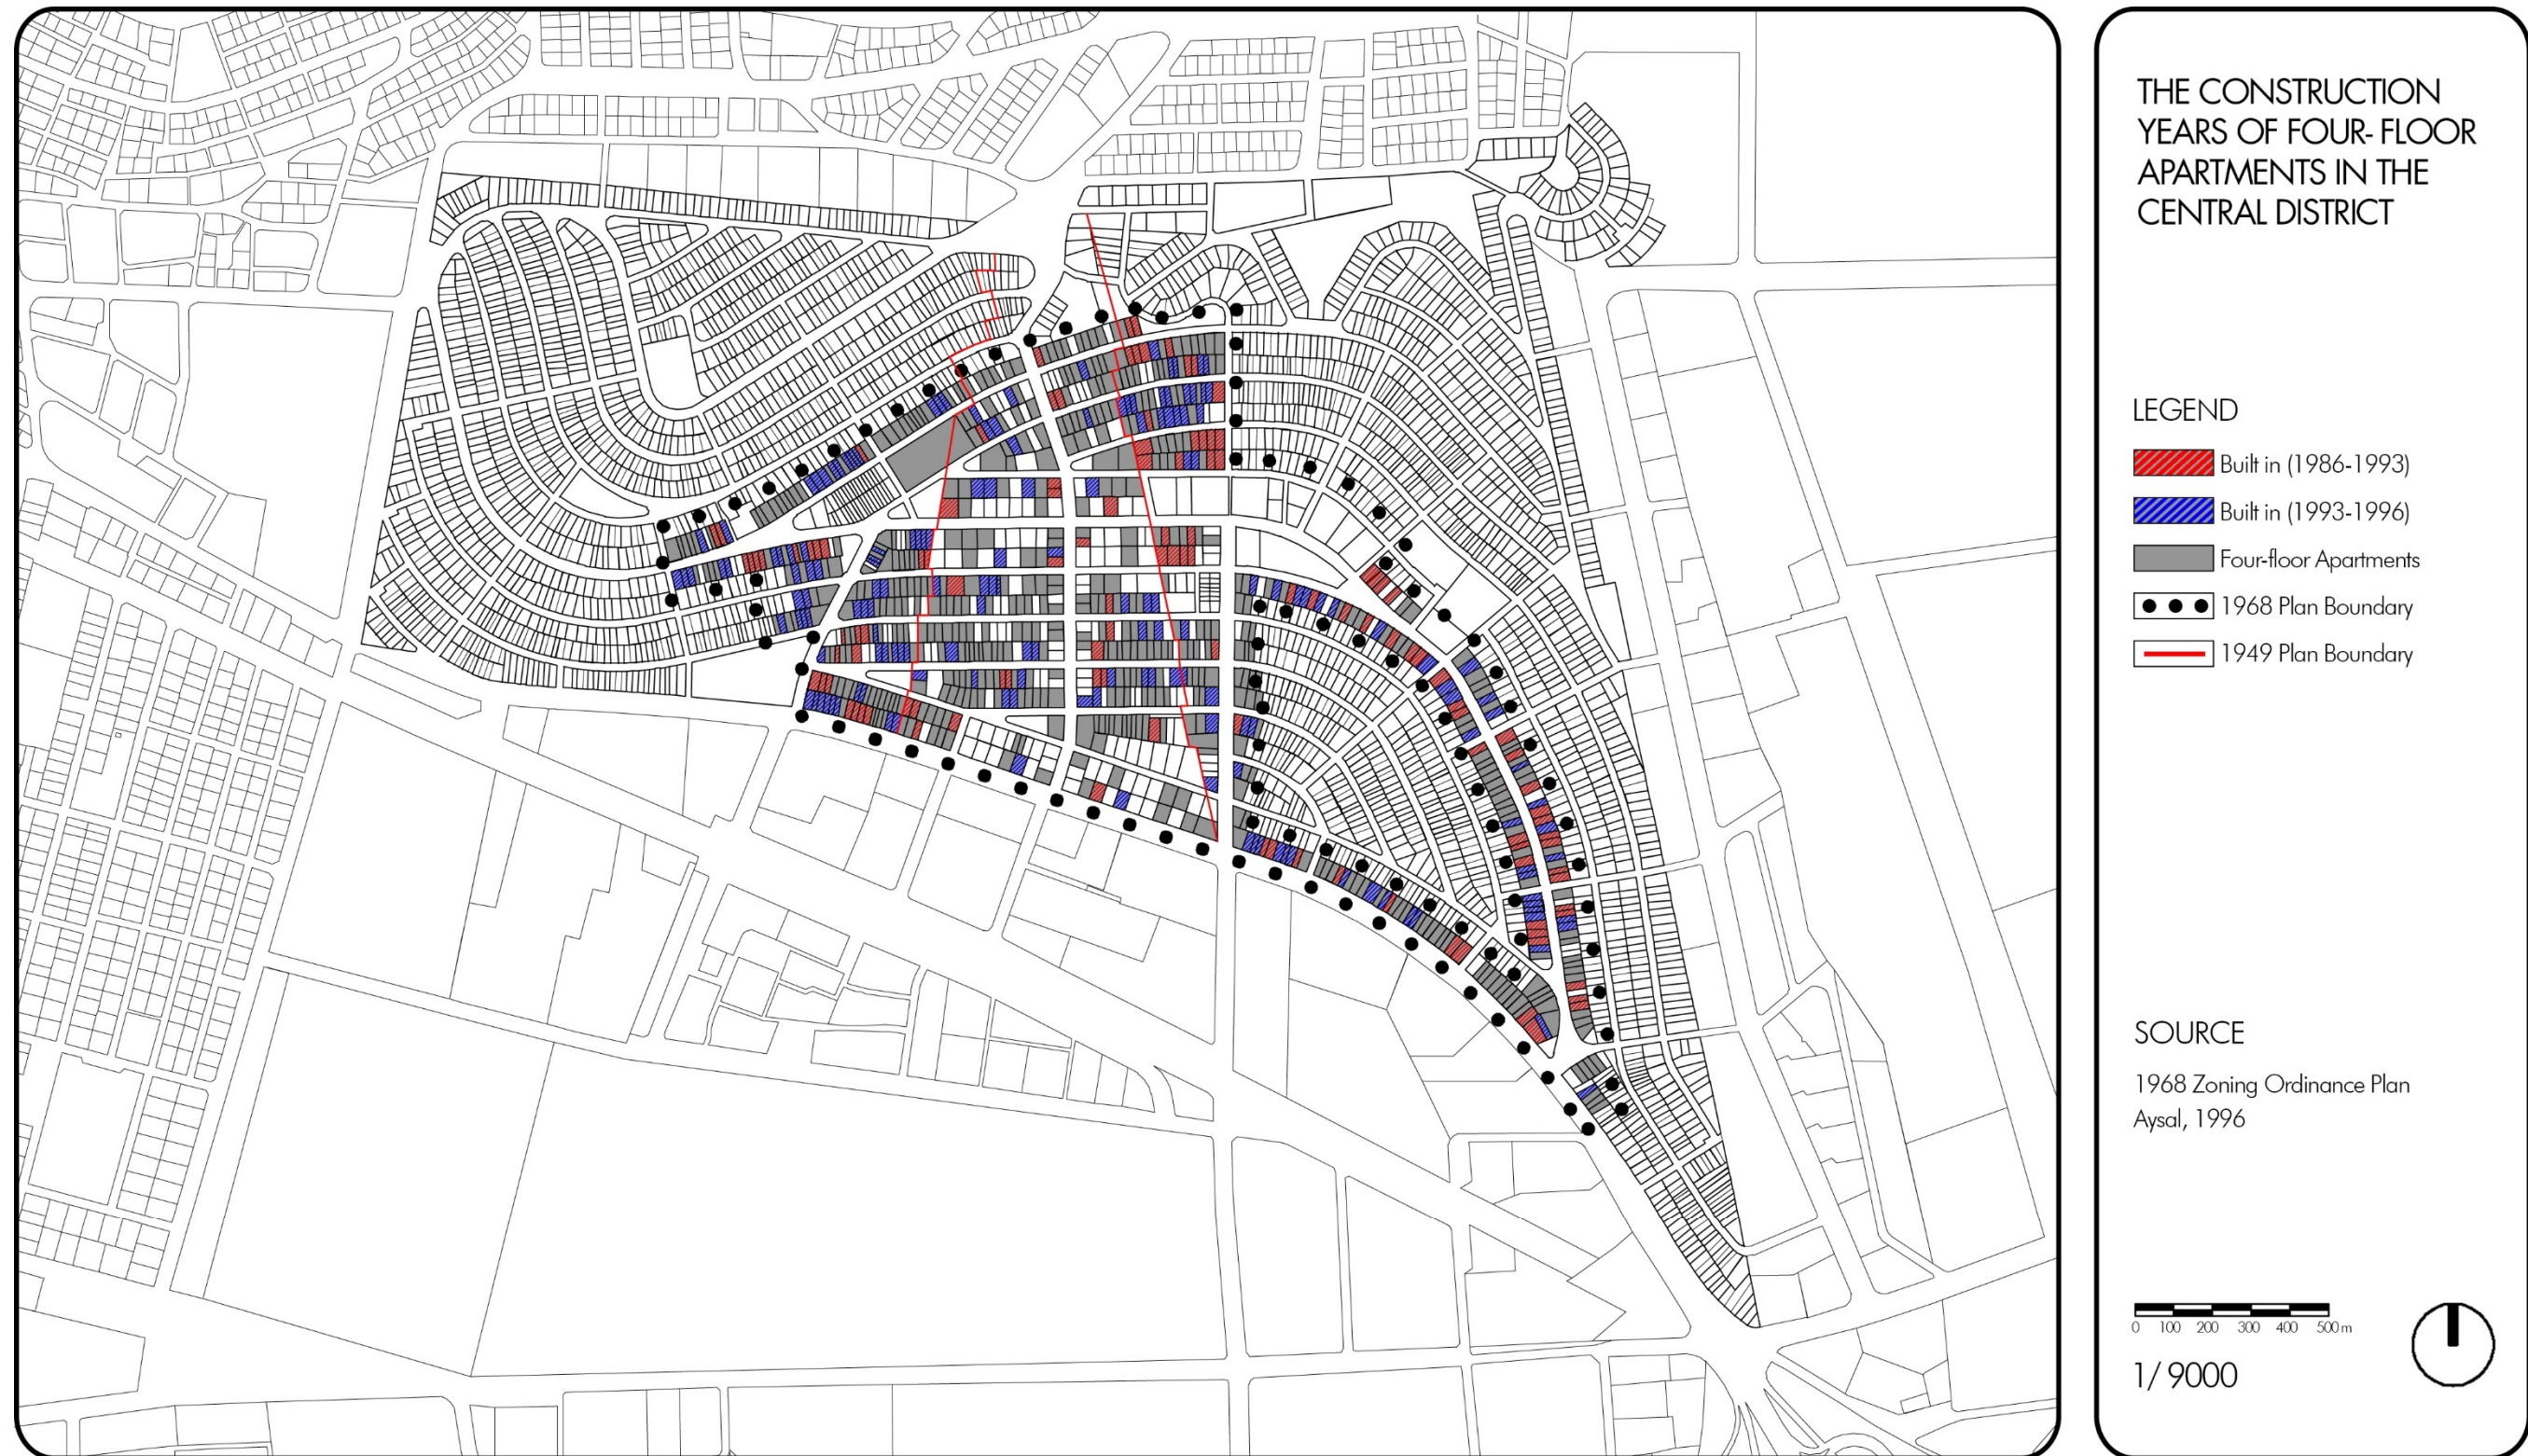 THE CONSTRUCTION
YEARS OF FOUR- FLOOR
APARTMENTS IN THE
CENTRAL DISTRICT
LEGEND
Built in (1986-1993)
Built in (1993-1996)
Four-floor Apartments
1968 Plan Boundary
1949 Plan Boundary
SOURCE
1968 Zoning Ordinance Plan
Aysal, 1996
0 100 200 300 400 500 m
1/ 9000